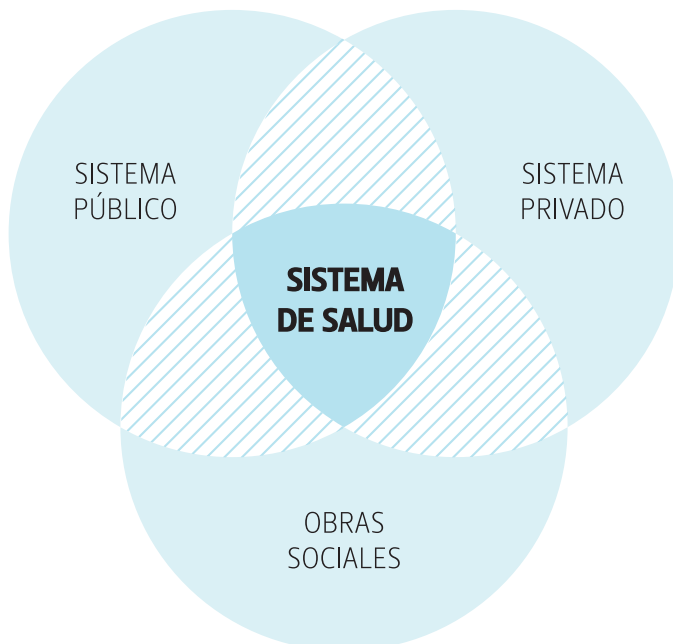 SISTEMA
PÚBLICO
SISTEMA
PRIVADO
SISTEMA
DE SALUD
OBRAS
SOCIALES